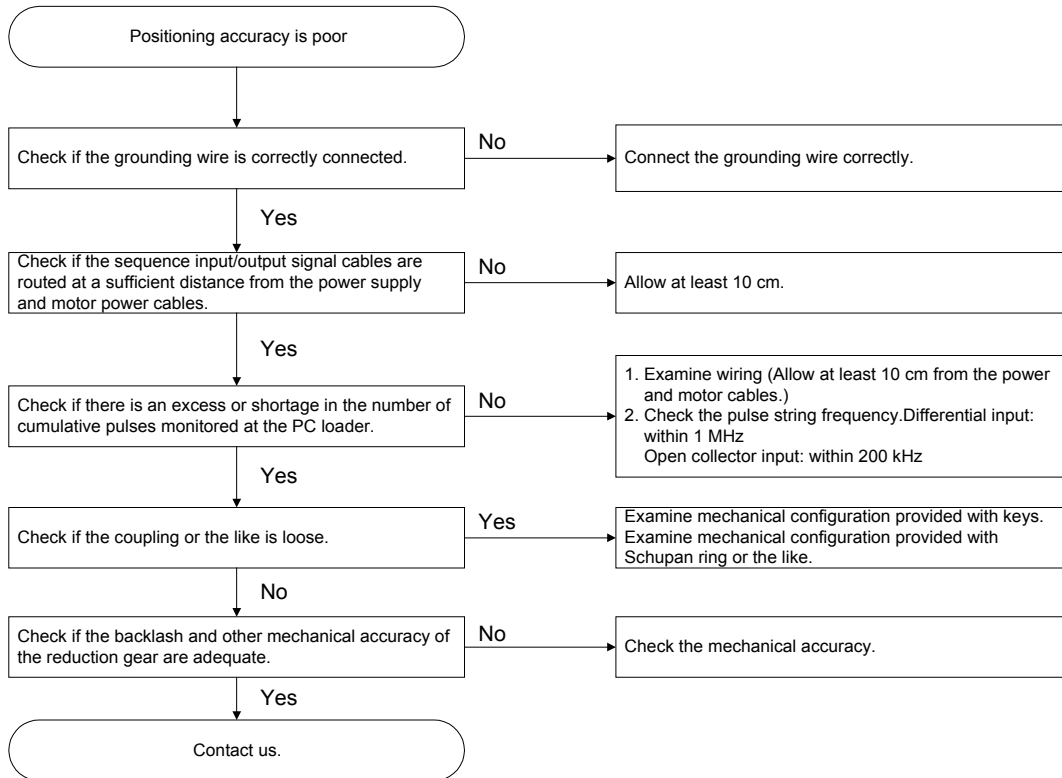 Positioning accuracy is poor
Check if the grounding wire is correctly connected.
No
Connect the grounding wire correctly.
Yes
Check if the sequence input/output signal cables are
routed at a sufficient distance from the power supply
and motor power cables.
No
Allow at least 10 cm.
Yes
Check if there is an excess or shortage in the number of
cumulative pulses monitored at the PC loader.
No
1. Examine wiring (Allow at least 10 cm from the power
and motor cables.)
2. Check the pulse string frequency.Differential input:
within 1 MHz
Open collector input: within 200 kHz
Yes
Check if the coupling or the like is loose.
Yes
Examine mechanical configuration provided with keys.
Examine mechanical configuration provided with
Schupan ring or the like.
No
Check if the backlash and other mechanical accuracy of
the reduction gear are adequate.
No
Check the mechanical accuracy.
Yes
Contact us.